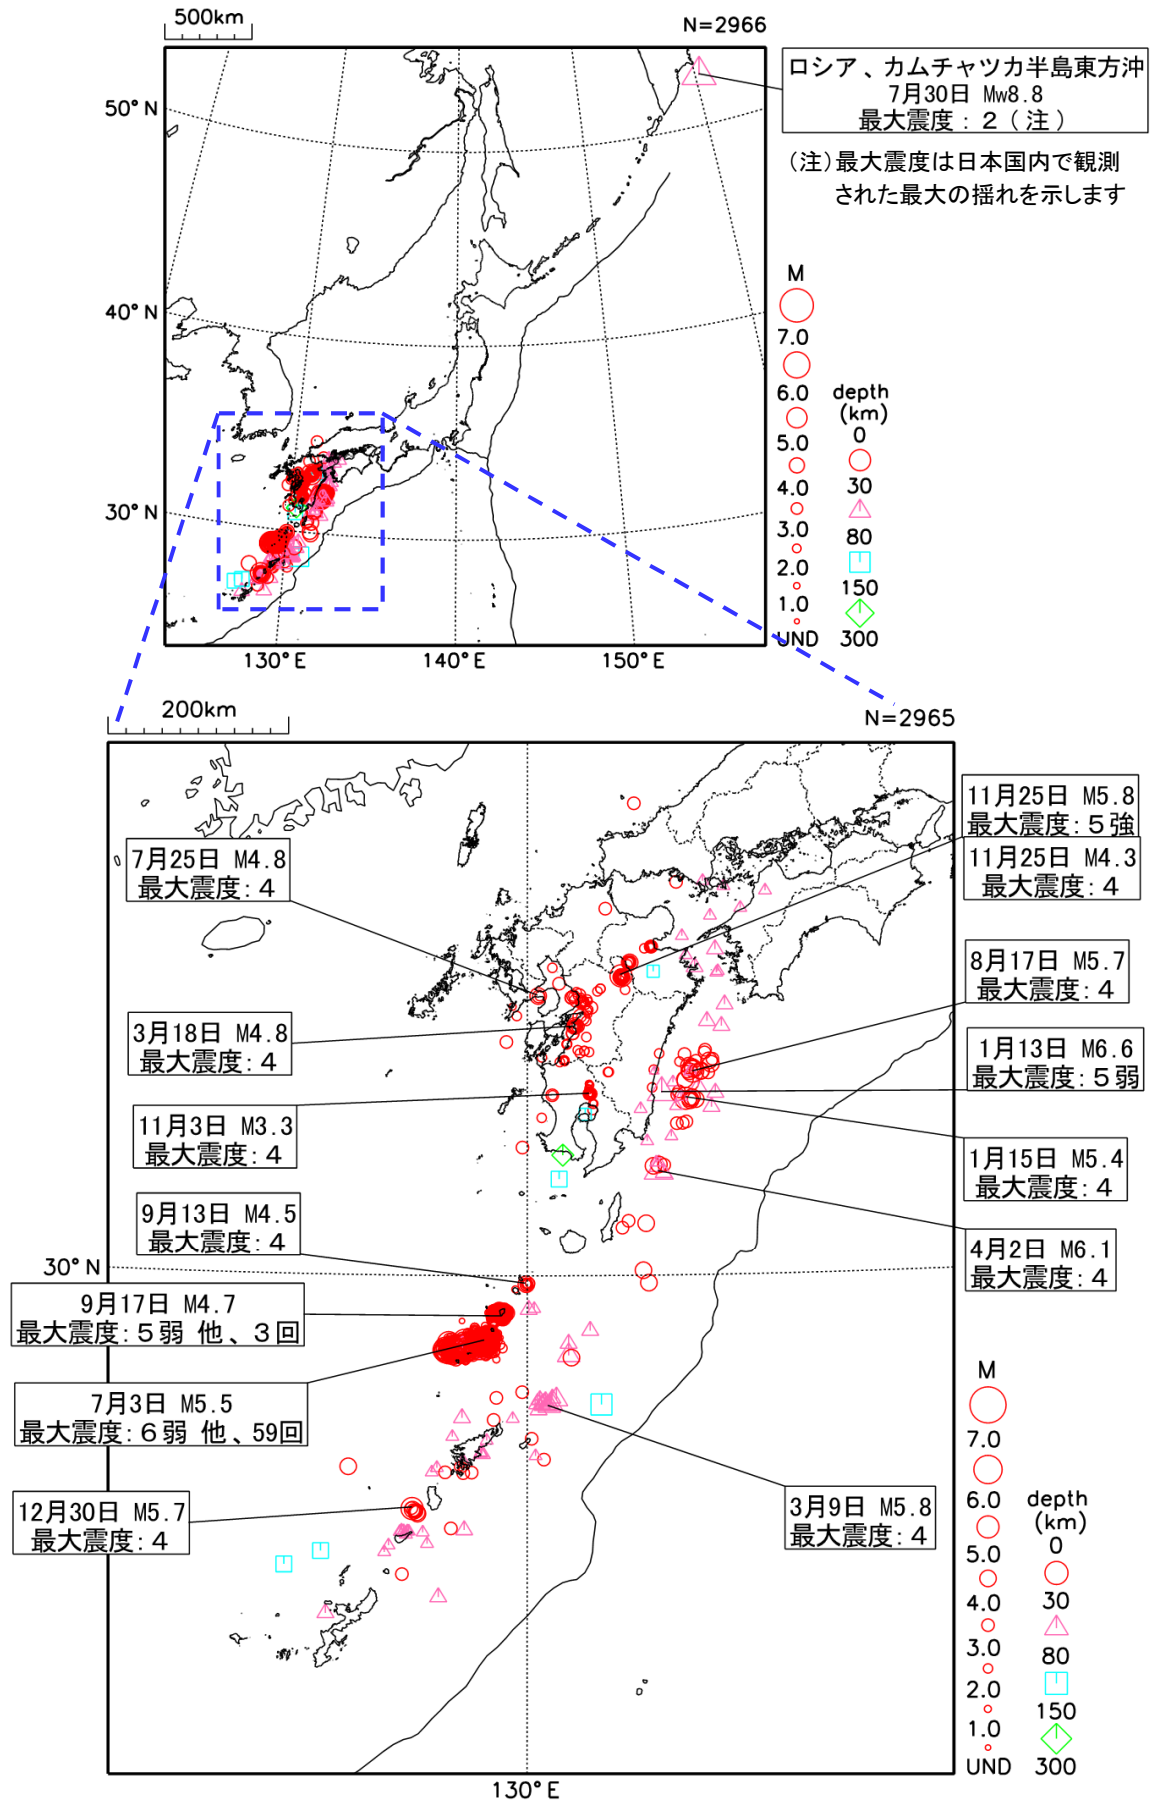 500km
N=2966
ロシア、カムチャツカ半島東方沖
7月30日 Mw8.8
最大震度：２（注）
（注）最大震度は日本国内で観測
された最大の揺れを示します
50°N
40°N
30°N
130°E
140°E
150°E
M
7.0
6.0
5.0
4.0
3.0
2.0
1.0
UND
depth
(km)
0
30
80
150
300
200km
N=2965
11月25日 M5.8
最大震度：５強
11月25日 M4.3
最大震度：４
7月25日 M4.8
最大震度：４
8月17日 M5.7
最大震度：４
3月18日 M4.8
最大震度：４
1月13日 M6.6
最大震度：５弱
11月3日 M3.3
最大震度：４
1月15日 M5.4
最大震度：４
9月13日 M4.5
最大震度：４
4月2日 M6.1
最大震度：４
30°N
9月17日 M4.7
最大震度：５弱 他、３回
7月3日 M5.5
最大震度：６弱 他、59回
12月30日 M5.7
最大震度：４
3月9日 M5.8
最大震度：４
M
7.0
6.0
5.0
4.0
3.0
2.0
1.0
UND
depth
(km)
0
30
80
150
300
130°E